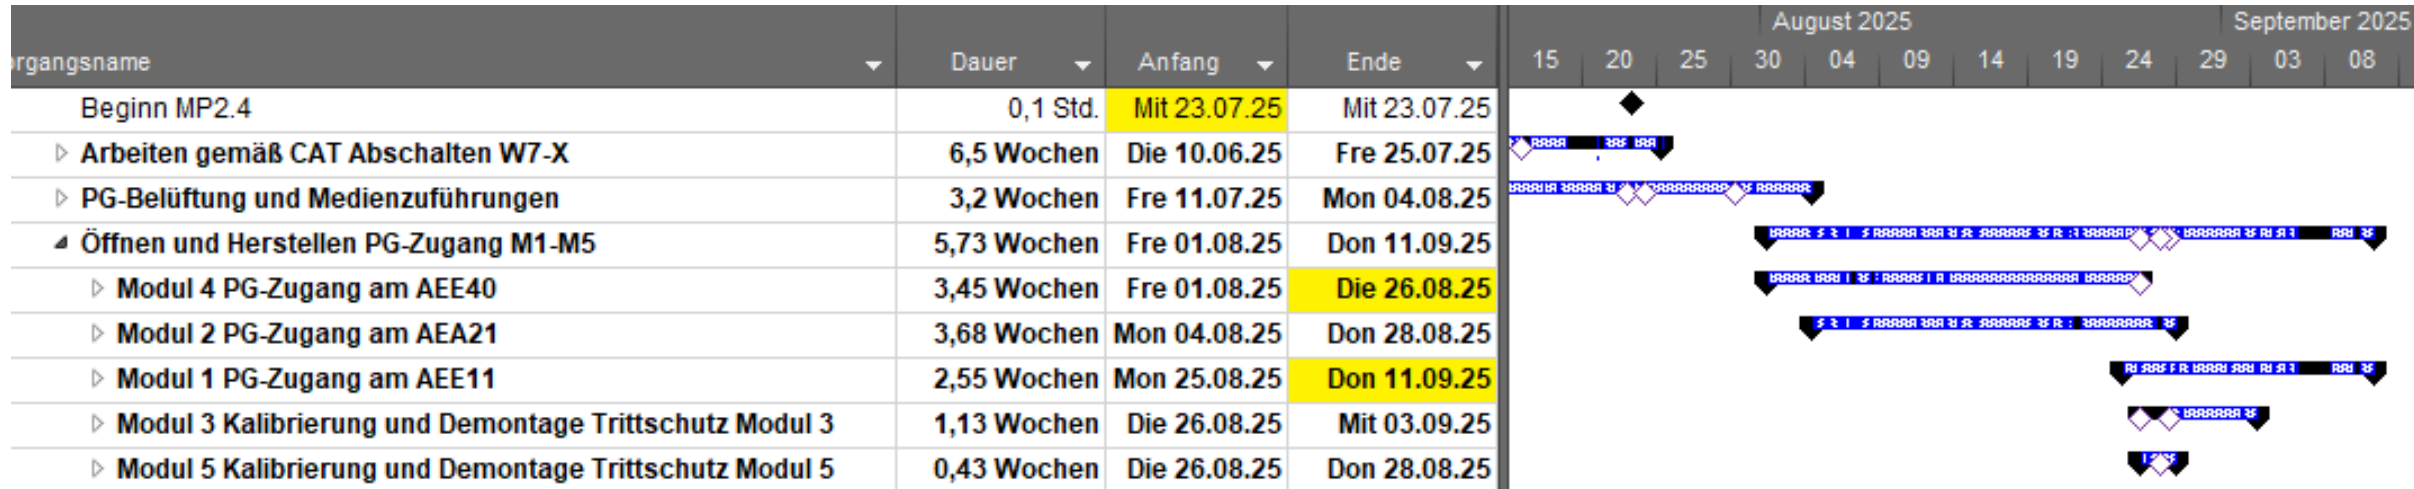 August 2025 September 2025
rgangsname Dauer Anfang Ende 15 20 25 30 04 09 14 19 24 29 03 08
Beginn MP2.4 0,1 Std. Mit 23.07.25 Mit 23.07.25
Arbeiten gemäß CAT Abschalten W7-X 6,5 Wochen Die 10.06.25 Fre 25.07.25
PG-Belüftung und Medienzuführungen 3,2 Wochen Fre 11.07.25 Mon 04.08.25
Öffnen und Herstellen PG-Zugang M1-M5 5,73 Wochen Fre 01.08.25 Don 11.09.25
Modul 4 PG-Zugang am AEE40 3,45 Wochen Fre 01.08.25 Die 26.08.25
Modul 2 PG-Zugang am AEA21 3,68 Wochen Mon 04.08.25 Don 28.08.25
Modul 1 PG-Zugang am AEE11 2,55 Wochen Mon 25.08.25 Don 11.09.25
Modul 3 Kalibrierung und Demontage Trittschutz Modul 3 1,13 Wochen Die 26.08.25 Mit 03.09.25
Modul 5 Kalibrierung und Demontage Trittschutz Modul 5 0,43 Wochen Die 26.08.25 Don 28.08.25